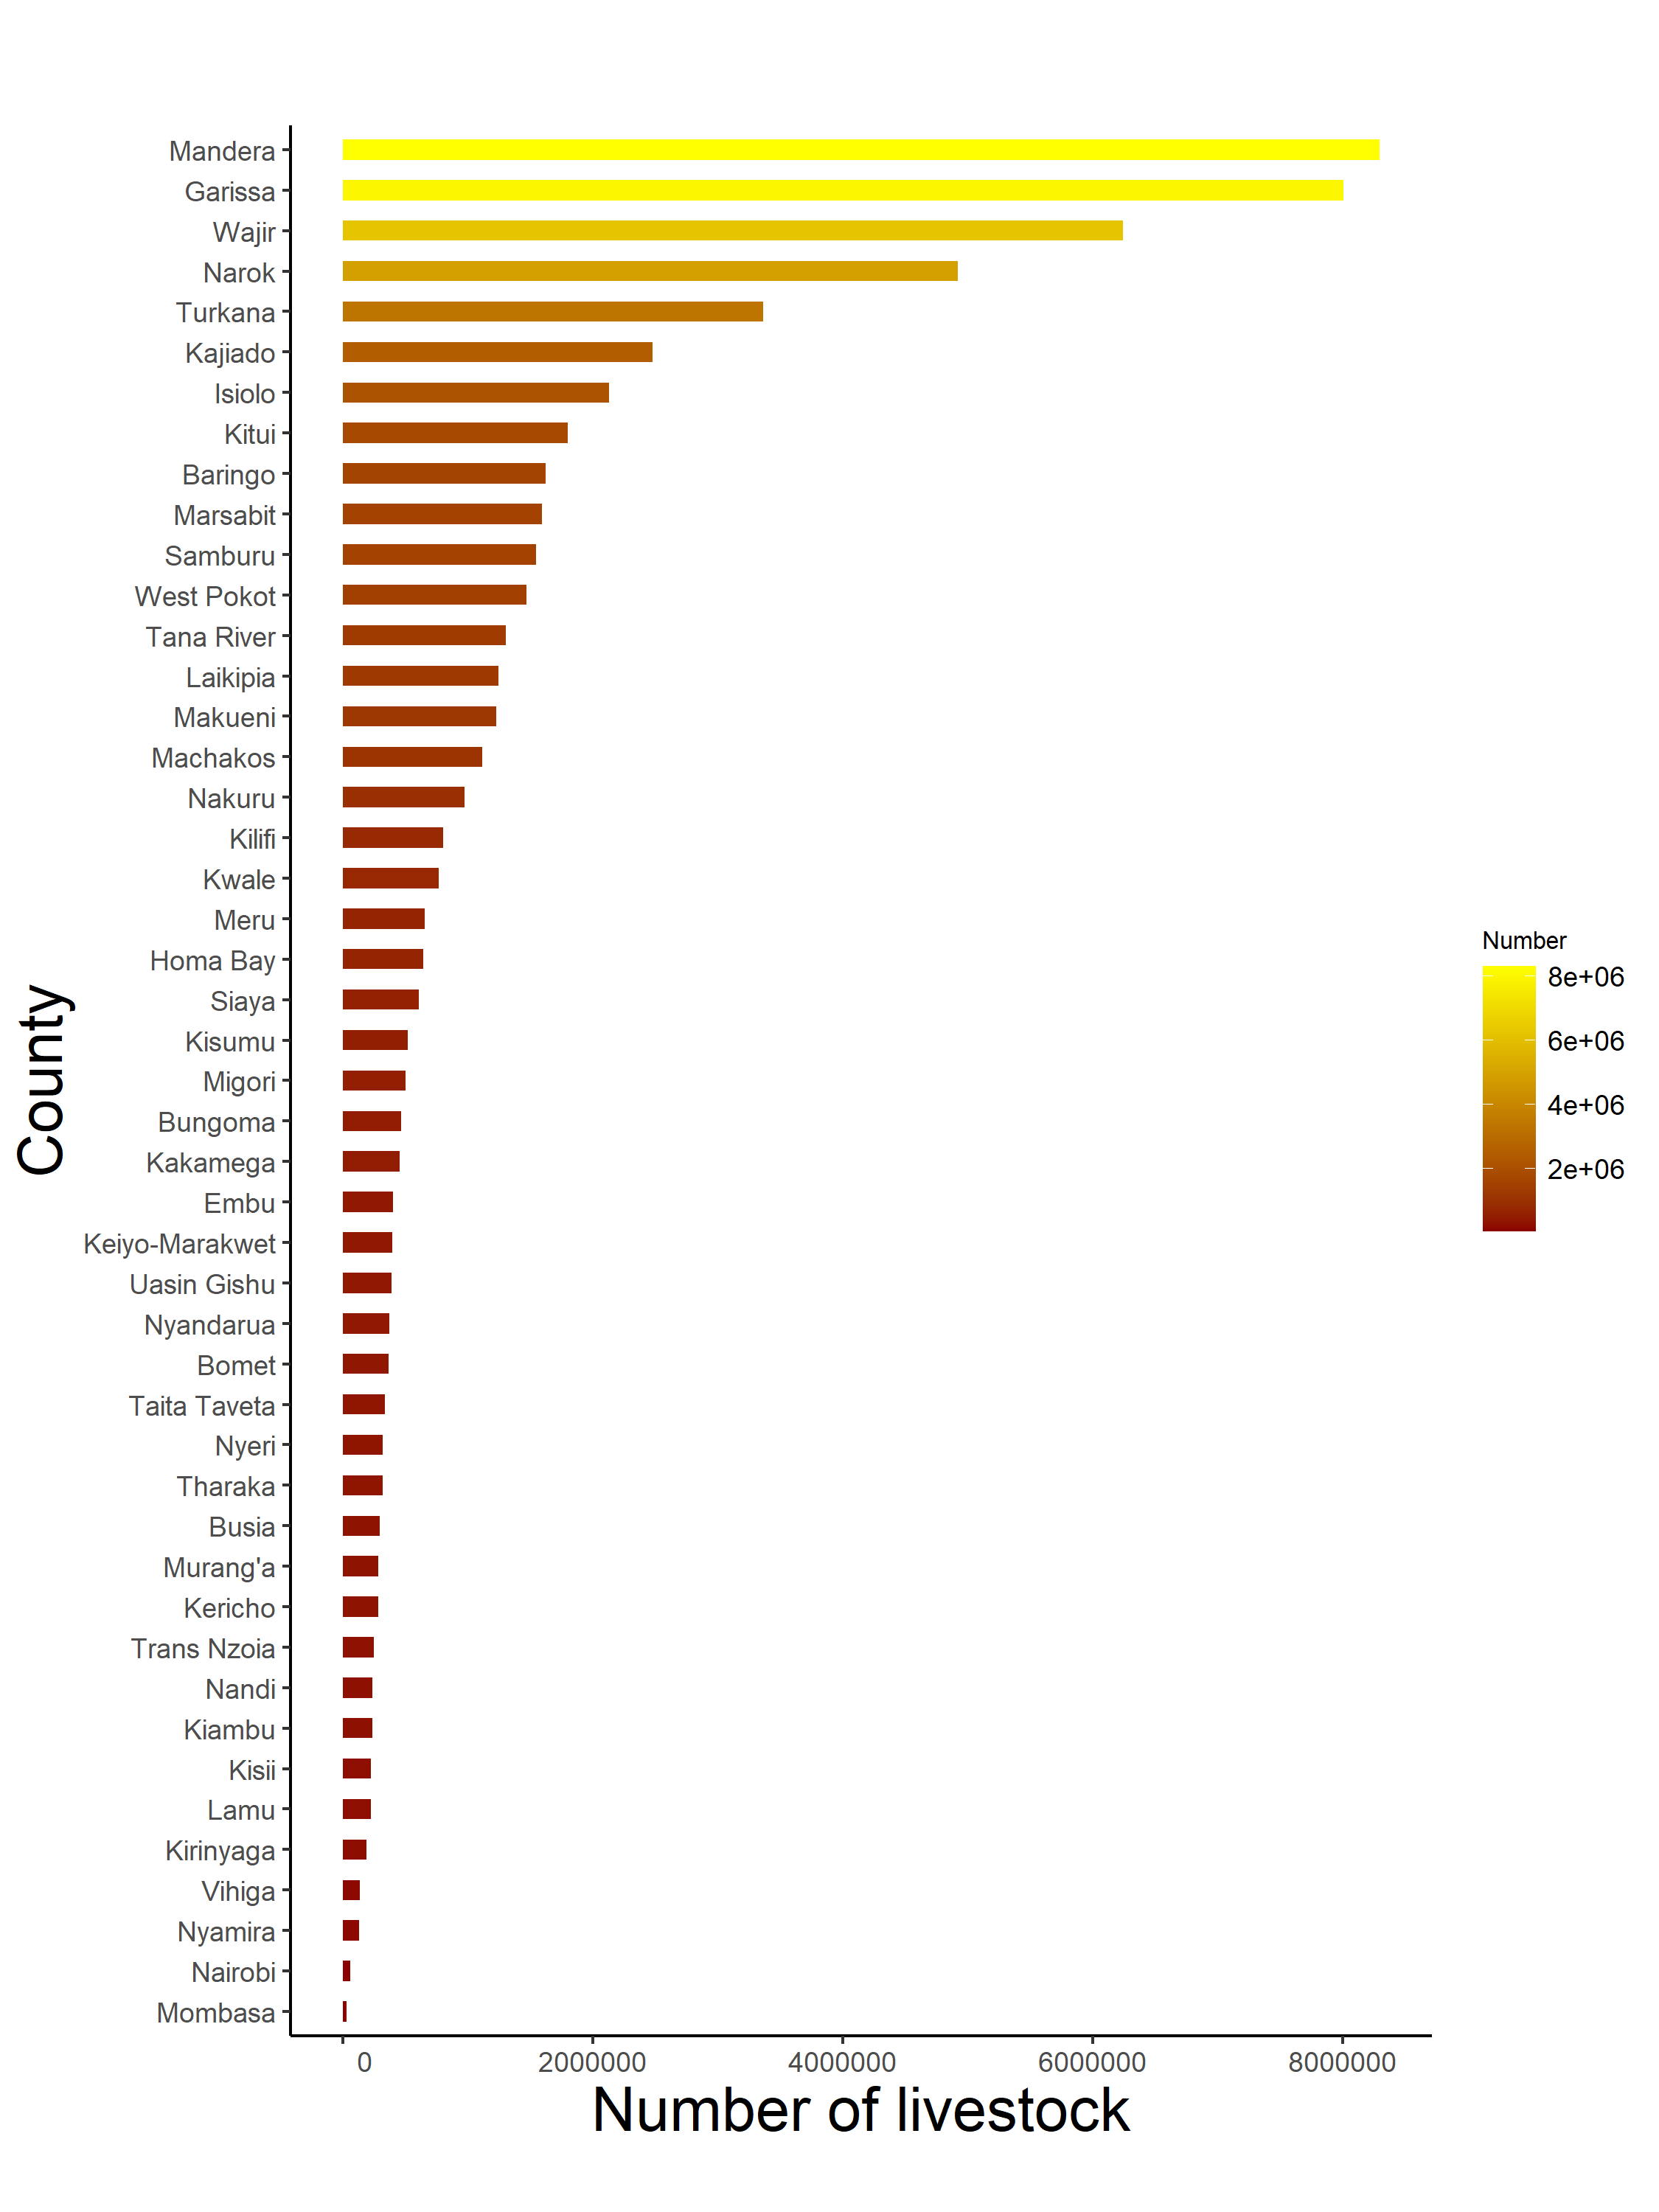 Mandera
Garissa
Wajir
Narok
Turkana
Kajiado
Isiolo
Kitui
Baringo
Marsabit
Samburu
West Pokot
Tana River
Laikipia
Makueni
Machakos
Nakuru
Kilifi
Kwale
Meru
Homa Bay
Siaya
Kisumu
Migori
Bungoma
Kakamega
Embu
Keiyo-Marakwet
Uasin Gishu
Nyandarua
Bomet
Taita Taveta
Nyeri
Tharaka
Busia
Murang'a
Kericho
Trans Nzoia
Nandi
Kiambu
Kisii
Lamu
Kirinyaga
Vihiga
Nyamira
Nairobi
Mombasa
County
0 2000000 4000000 6000000 8000000
Number of livestock
Number
8e+06
6e+06
4e+06
2e+06